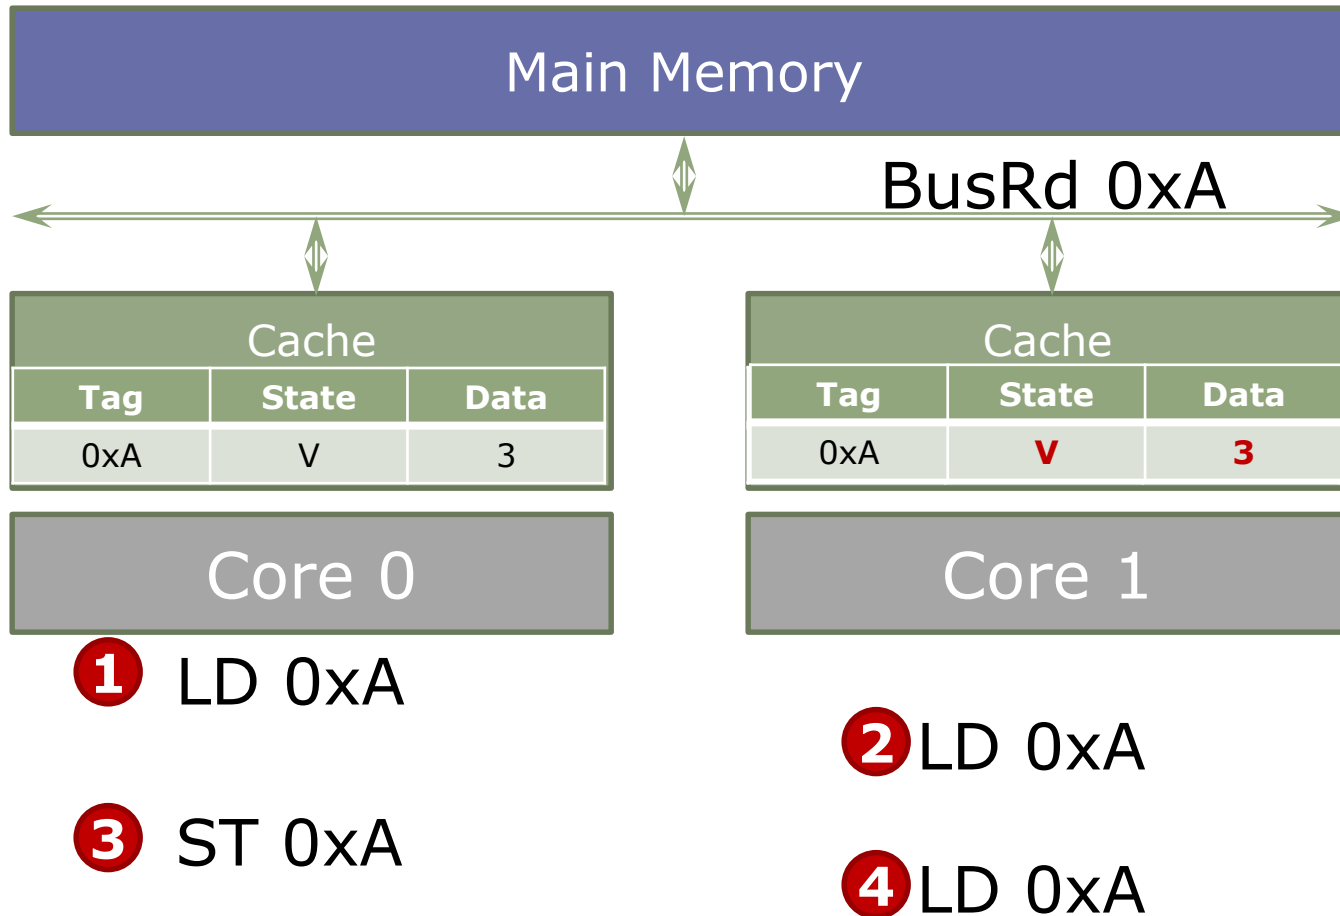 Main Memory
BusRd 0xA
Cache
Tag State Data
0xA V 3
Cache
Tag State Data
0xA V 3
Core 0
Core 1
1 LD 0xA
2 LD 0xA
3 ST 0xA
4 LD 0xA